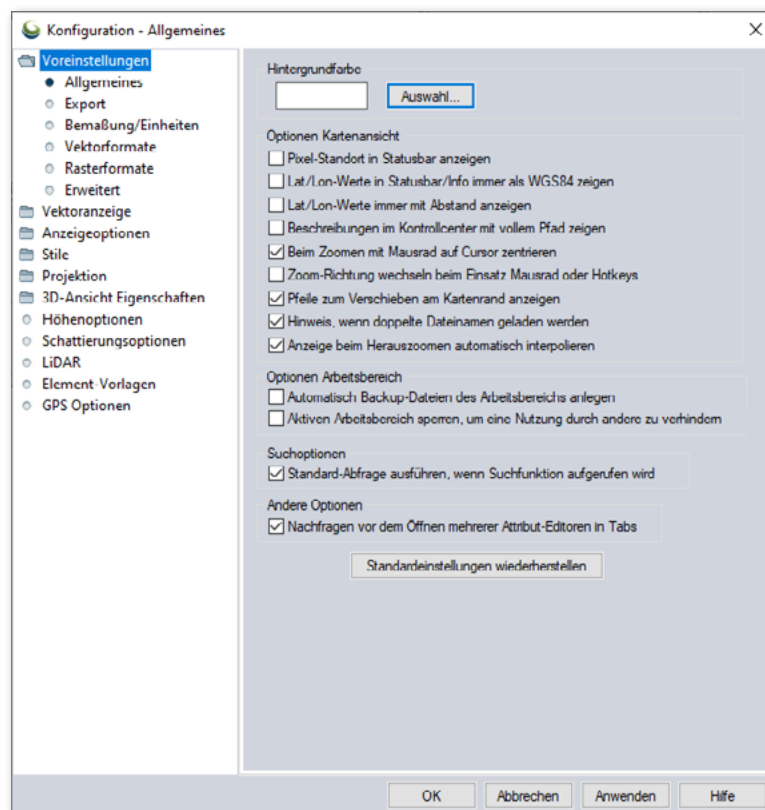 Konfiguration - Allgemeines
Voreinstellungen
Allgemeines
Export
Bemaßung/Einheiten
Vektorformate
Rasterformate
Erweitert
Vektoranzeige
Anzeigeoptionen
Stile
Projektion
3D-Ansicht Eigenschaften
Höhenoptionen
Schattierungsoptionen
LiDAR
Element-Vorlagen
GPS Optionen
Hintergrundfarbe
Auswahl...
Optionen Kartenansicht
Pixel-Standort in Statusbar anzeigen
Lat/Lon-Werte in Statusbar/Info immer als WGS84 zeigen
Lat/Lon-Werte immer mit Abstand anzeigen
Beschreibungen im Kontrollcenter mit vollem Pfad zeigen
Beim Zoomen mit Mausrad auf Cursor zentrieren
Zoom-Richtung wechseln beim Einsatz Mausrad oder Hotkeys
Pfeile zum Verschieben am Kartenrand anzeigen
Hinweis, wenn doppelte Dateinamen geladen werden
Anzeige beim Herauszoomen automatisch interpolieren
Optionen Arbeitsbereich
Automatisch Backup-Dateien des Arbeitsbereichs anlegen
Aktiven Arbeitsbereich sperren, um eine Nutzung durch andere zu verhindern
Suchoptionen
Standard-Abfrage ausführen, wenn Suchfunktion aufgerufen wird
Andere Optionen
Nachfragen vor dem Öffnen mehrerer Attribut-Editoren in Tabs
Standardeinstellungen wiederherstellen
OK
Abbrechen
Anwenden
Hilfe